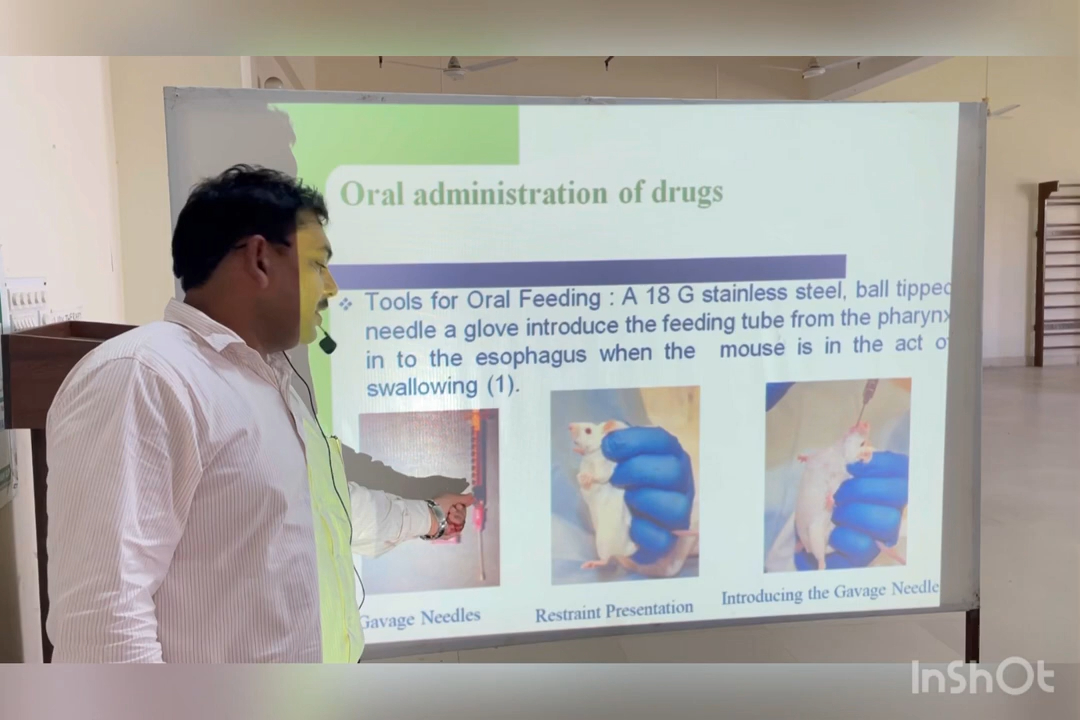 Oral administration of drugs
❖ Tools for Oral Feeding : A 18 G stainless steel, ball tipped
needle a glove introduce the feeding tube from the pharynx
in to the esophagus when the mouse is in the act o
swallowing (1).
Gavage Needles
Restraint Presentation
Introducing the Gavage Needle
InShOt